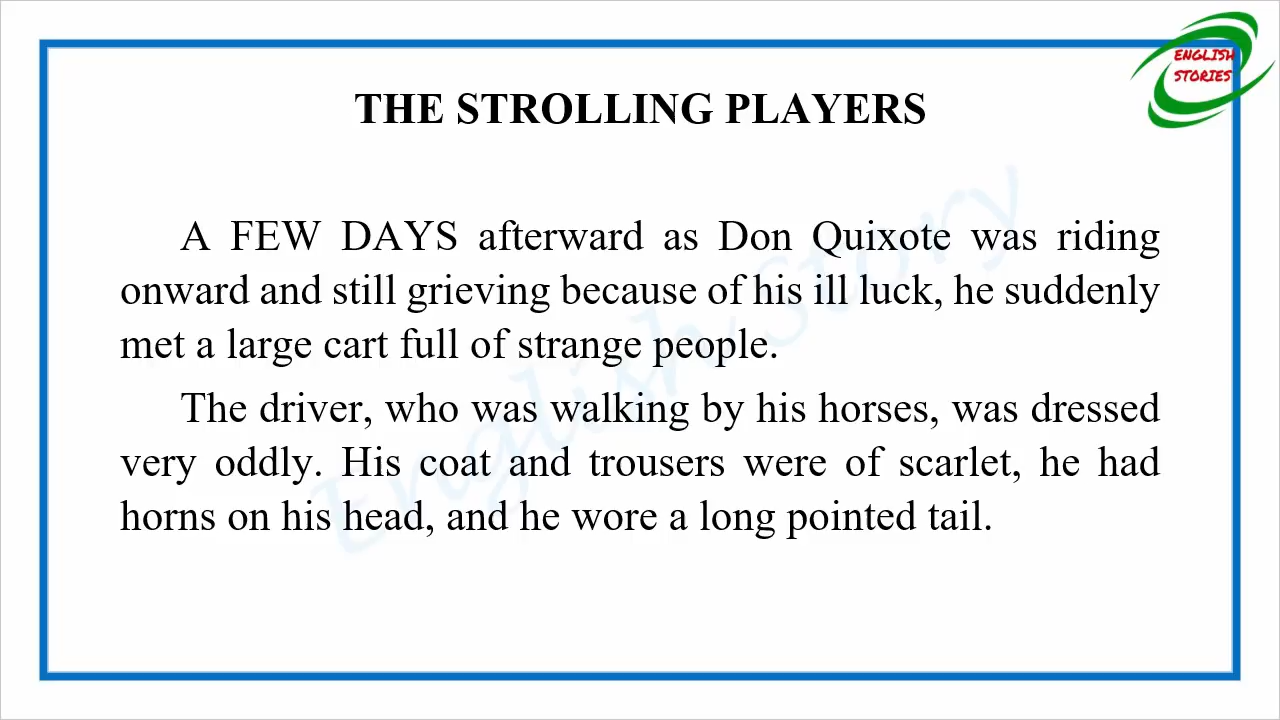 ENGLISH
STORIES
THE STROLLING PLAYERS
A FEW DAYS afterward as Don Quixote was riding
onward and still grieving because of his ill luck, he suddenly
met a large cart full of strange people.
The driver, who was walking by his horses, was dressed
very oddly. His coat and trousers were of scarlet, he had
horns on his head, and he wore a long pointed tail.
English Story